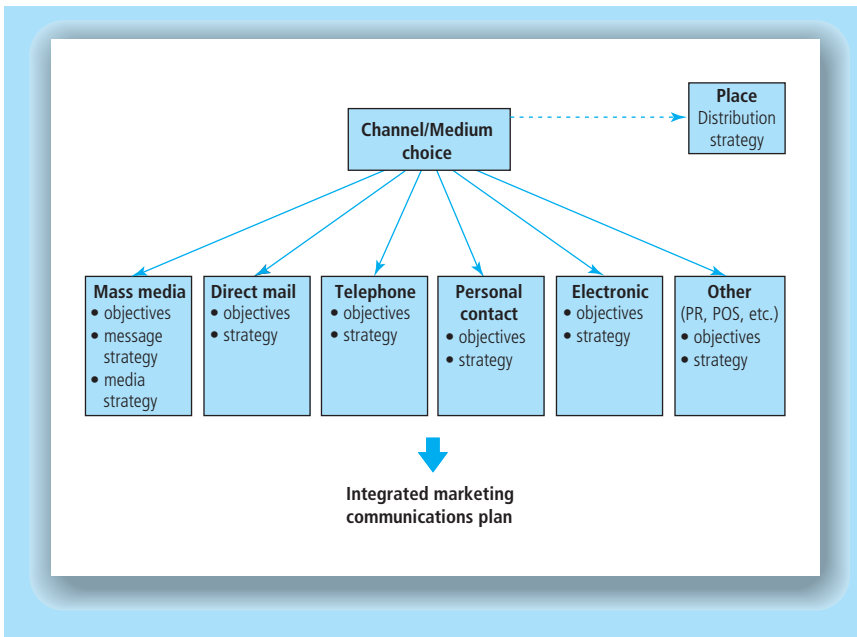 Place
Distribution
strategy
Channel/Medium
choice
Mass media
• objectives
• message
strategy
• media
strategy
Direct mail
• objectives
• strategy
Telephone
• objectives
• strategy
Personal
contact
• objectives
• strategy
Electronic
• objectives
• strategy
Other
(PR, POS, etc.)
• objectives
• strategy
Integrated marketing
communications plan